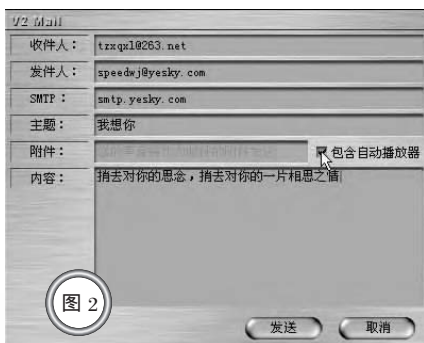 V2 Mail
收件人： tzxqxl@263.net
发件人： speedwj@yesky.com
SMTP： smtp.yesky.com
主题： 我想你
附件： 包含自动播放器
内容： 捎去对你的思念，捎去对你的一片相思之情
图 2
发送 取消